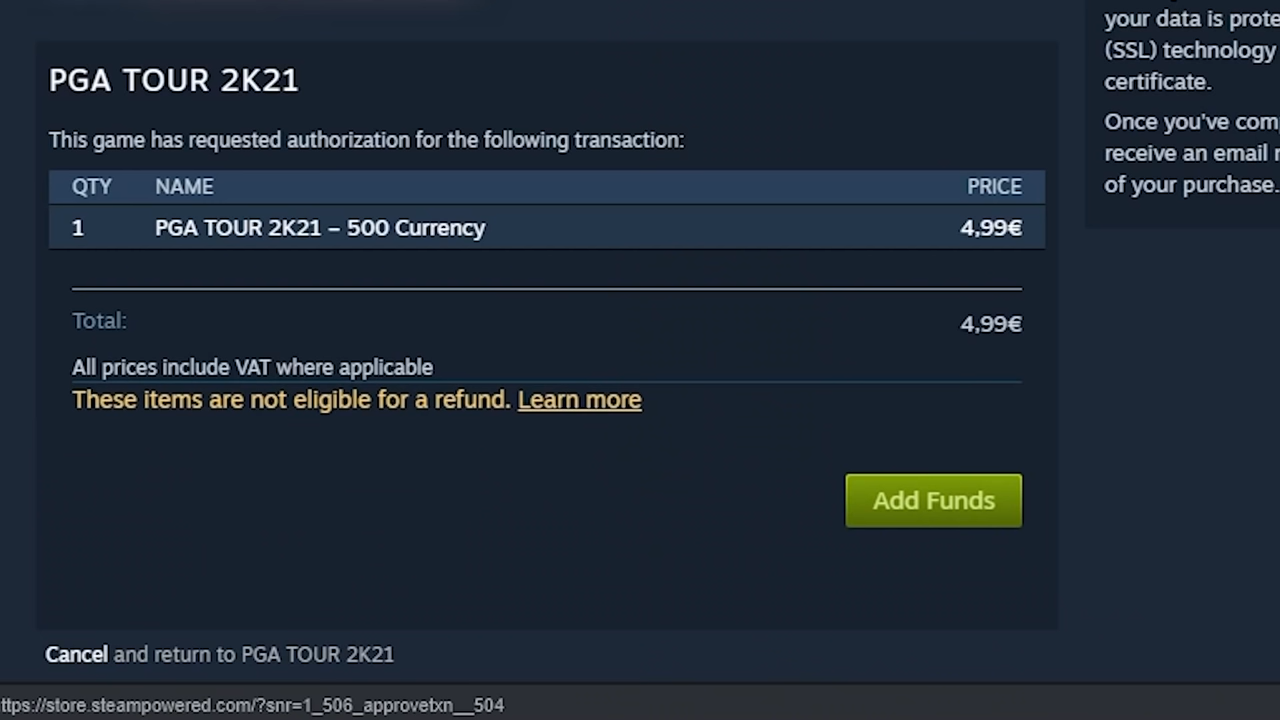 PGA TOUR 2K21
This game has requested authorization for the following transaction:
QTY NAME PRICE
1 PGA TOUR 2K21 – 500 Currency 4,99€
Total: 4,99€
All prices include VAT where applicable
These items are not eligible for a refund. Learn more
Add Funds
Cancel and return to PGA TOUR 2K21
ttps://store.steampowered.com/?snr=1_506_approvetxn__504
your data is prote
(SSL) technology
certificate.
Once you've com
receive an email
of your purchase.